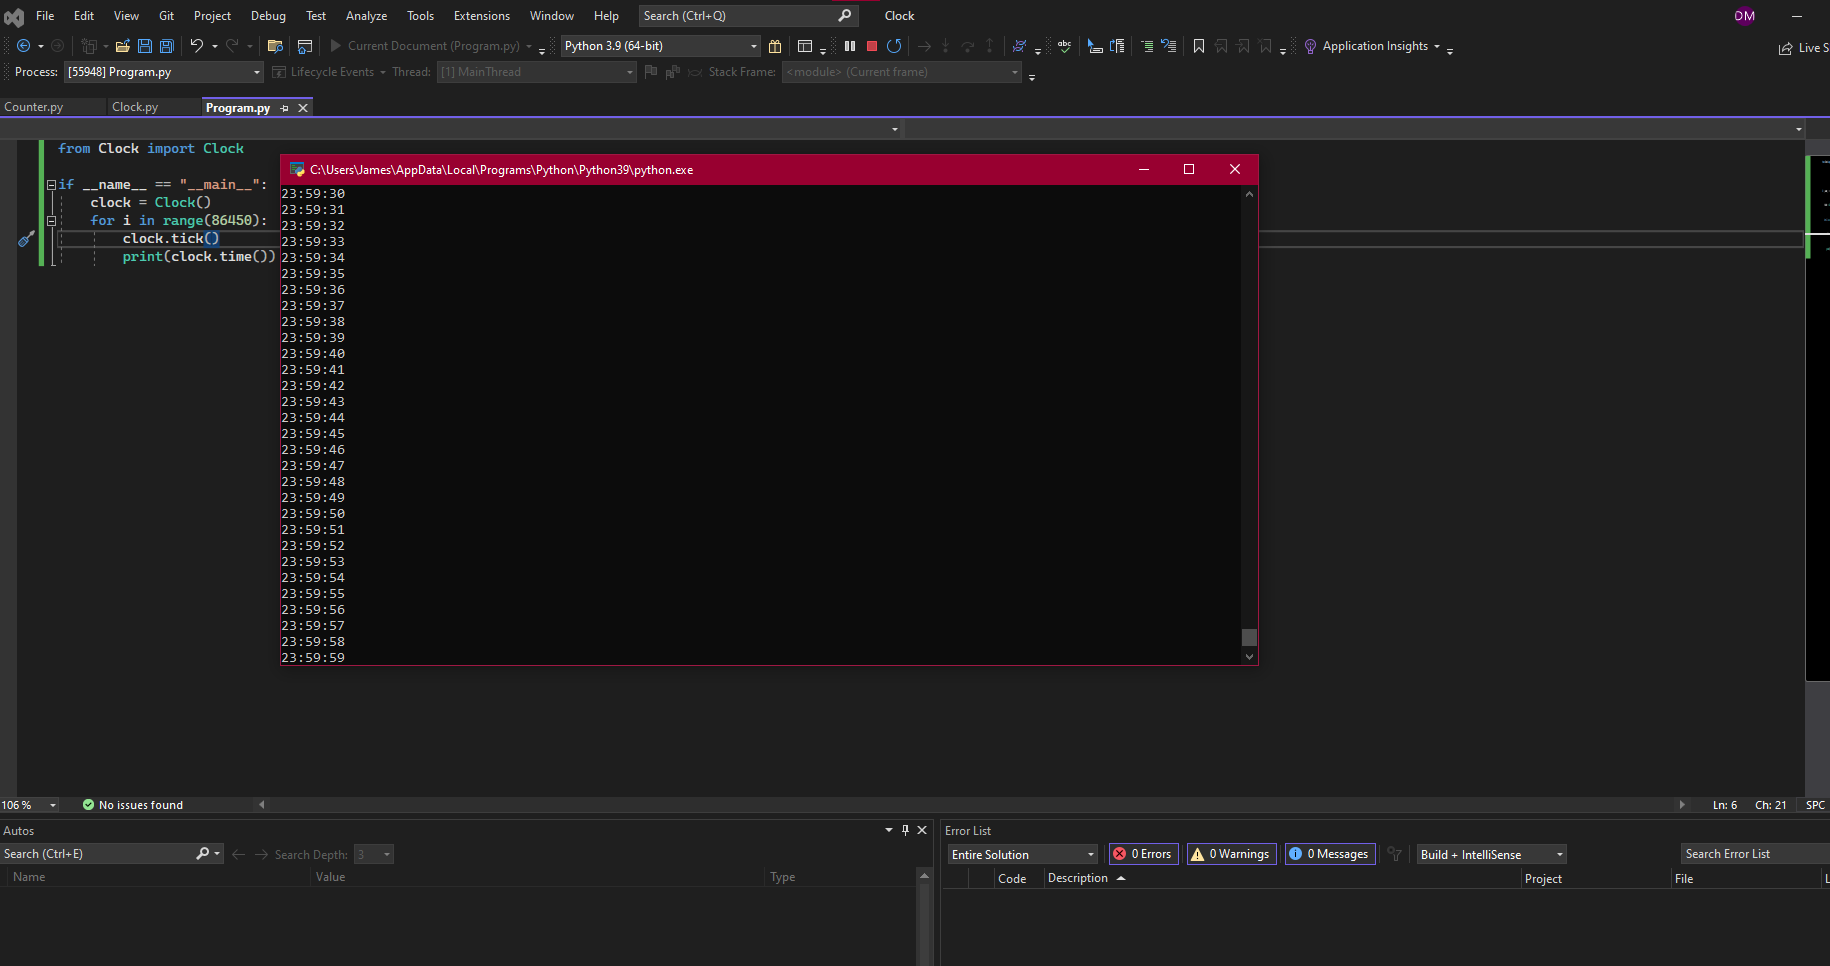 File Edit View Git Project Debug Test Analyze Tools Extensions Window Help Search (Ctrl+Q) Clock DM
Current Document (Program.py) Python 3.9 (64-bit) Application Insights Live S
Process: [55948] Program.py Lifecycle Events Thread: [1] MainThread Stack Frame: <module> (Current frame)
Counter.py Clock.py Program.py
from Clock import Clock
if __name__ == "__main__":
clock = Clock()
for i in range(86450):
clock.tick()
print(clock.time())
C:\Users\James\AppData\Local\Programs\Python\Python39\python.exe
23:59:30
23:59:31
23:59:32
23:59:33
23:59:34
23:59:35
23:59:36
23:59:37
23:59:38
23:59:39
23:59:40
23:59:41
23:59:42
23:59:43
23:59:44
23:59:45
23:59:46
23:59:47
23:59:48
23:59:49
23:59:50
23:59:51
23:59:52
23:59:53
23:59:54
23:59:55
23:59:56
23:59:57
23:59:58
23:59:59
106 % No issues found Ln: 6 Ch: 21 SPC
Autos
Search (Ctrl+E) Search Depth: 3
Name Value Type
Error List
Entire Solution 0 Errors 0 Warnings 0 Messages Build + IntelliSense Search Error List
Code Description Project File L